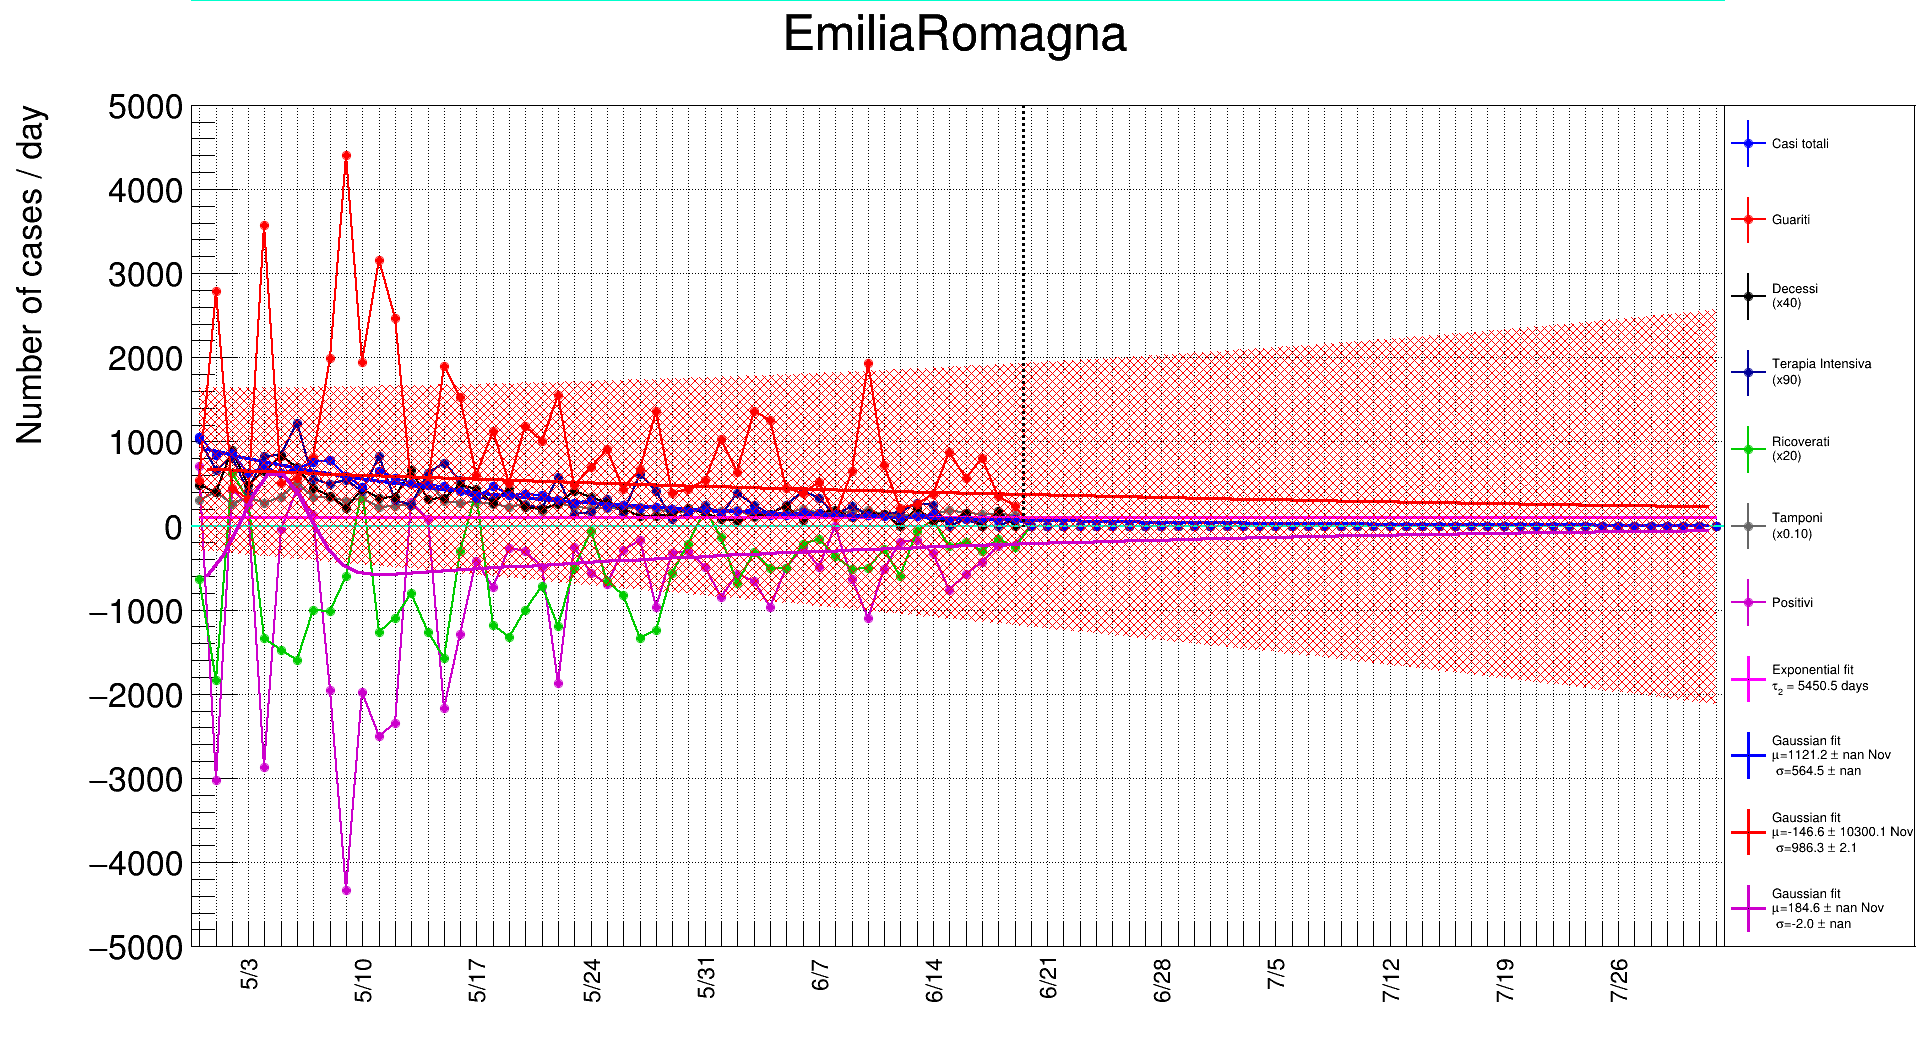 EmiliaRomagna
Number of cases / day
5000
4000
3000
2000
1000
0
−1000
−2000
−3000
−4000
−5000
5/3
5/10
5/17
5/24
5/31
6/7
6/14
6/21
6/28
7/5
7/12
7/19
7/26
Casi totali
Guariti
Decessi
(x40)
Terapia Intensiva
(x90)
Ricoverati
(x20)
Tamponi
(x0.10)
Positivi
Exponential fit
τ2 = 5450.5 days
Gaussian fit
μ=1121.2 ± nan Nov
σ=564.5 ± nan
Gaussian fit
μ=-146.6 ± 10300.1 Nov
σ=986.3 ± 2.1
Gaussian fit
μ=184.6 ± nan Nov
σ=-2.0 ± nan